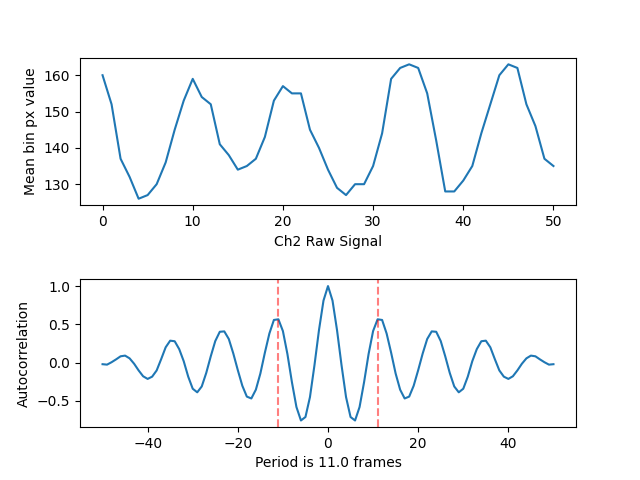 160
150
140
130
Mean bin px value
0 10 20 30 40 50
Ch2 Raw Signal
1.0
0.5
0.0
−0.5
Autocorrelation
−40 −20 0 20 40
Period is 11.0 frames